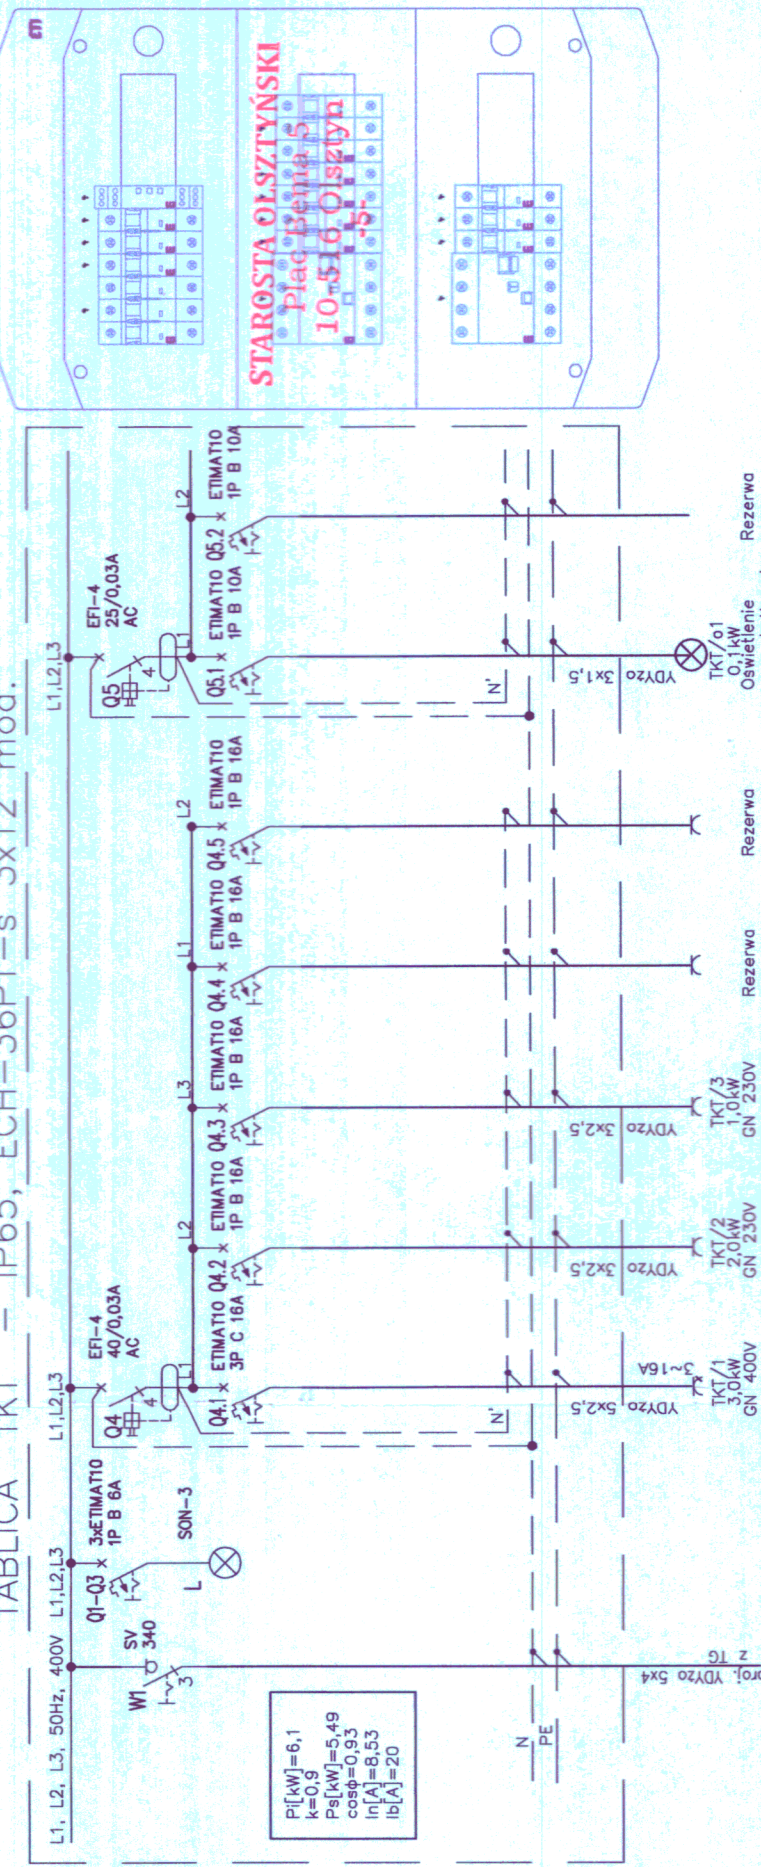 TABLICA TKT – IP65, ECH–36PT–s 3x12 mod.
L1, L2, L3, 50Hz, 400V
L1,L2,L3
L1,L2,L3
L1,L2,L3
W1
SV
340
3
Q1–Q3
3xETIMAT10
1P B 6A
L
SON–3
Q4
EFI–4
40/0,03A
AC
4
L1
Q4.1
ETIMAT10
3P C 16A
L2
Q4.2
ETIMAT10
1P B 16A
L3
Q4.3
ETIMAT10
1P B 16A
L1
Q4.4
ETIMAT10
1P B 16A
L2
Q4.5
ETIMAT10
1P B 16A
Q5
EFI–4
25/0,03A
AC
4
L1
Q5.1
ETIMAT10
1P B 10A
L2
Q5.2
ETIMAT10
1P B 10A
Pi[kW]=6,1
k=0,9
Ps[kW]=5,49
cosφ=0,93
In[A]=8,53
Ib[A]=20
N
PE
N'
N'
proj. YDYżo 5x4
z TG
YDYżo 5x2,5
3~16A
YDYżo 3x2,5
YDYżo 3x2,5
YDYżo 3x1,5
TKT/1
3,0kW
GN 400V
TKT/2
2,0kW
GN 230V
TKT/3
1,0kW
GN 230V
Rezerwa
Rezerwa
TKT/o1
0,1kW
Oświetlenie
Rezerwa
ETI
STAROSTA OLSZTYŃSKI
Plac Bema 5
10-516 Olsztyn
-5-